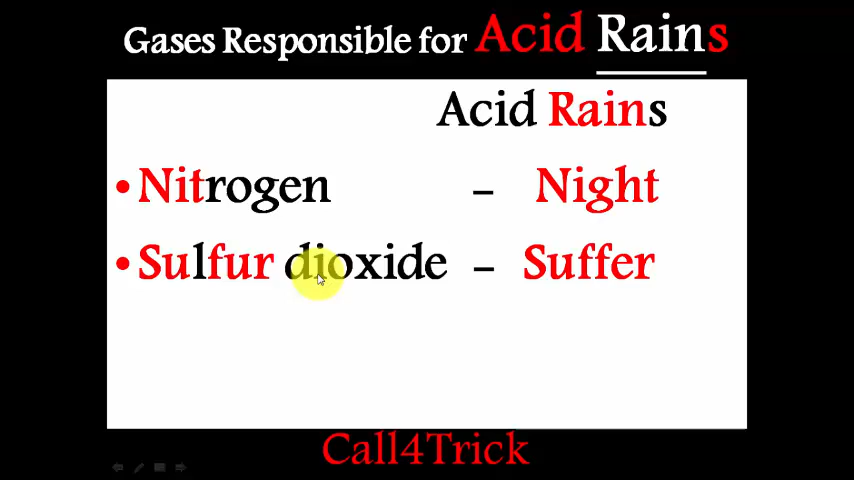 Gases Responsible for Acid Rains
Acid Rains
•Nitrogen – Night
•Sulfur dioxide – Suffer
Call4Trick